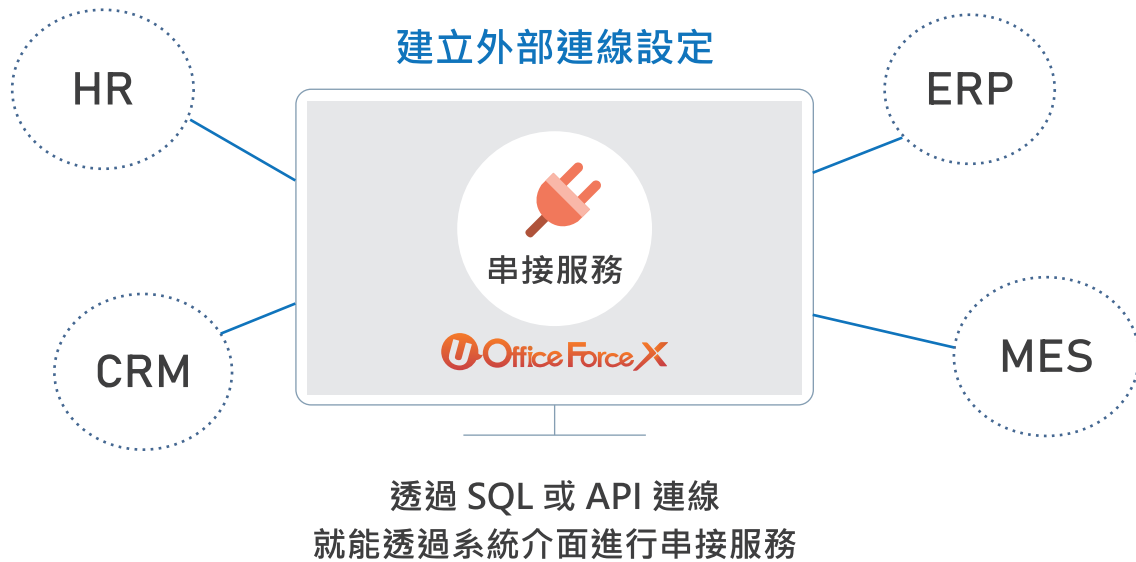 建立外部連線設定
HR
ERP
串接服務
U-Office Force X
CRM
MES
透過 SQL 或 API 連線
就能透過系統介面進行串接服務